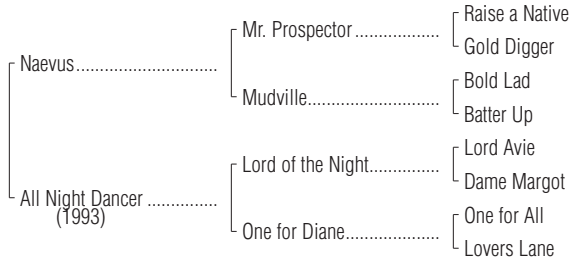 Raise a Native
Mr. Prospector ..................
Gold Digger
Naevus..............................
Bold Lad
Mudville............................
Batter Up
Lord Avie
Lord of the Night...............
Dame Margot
All Night Dancer ...............
(1993)
One for All
One for Diane....................
Lovers Lane